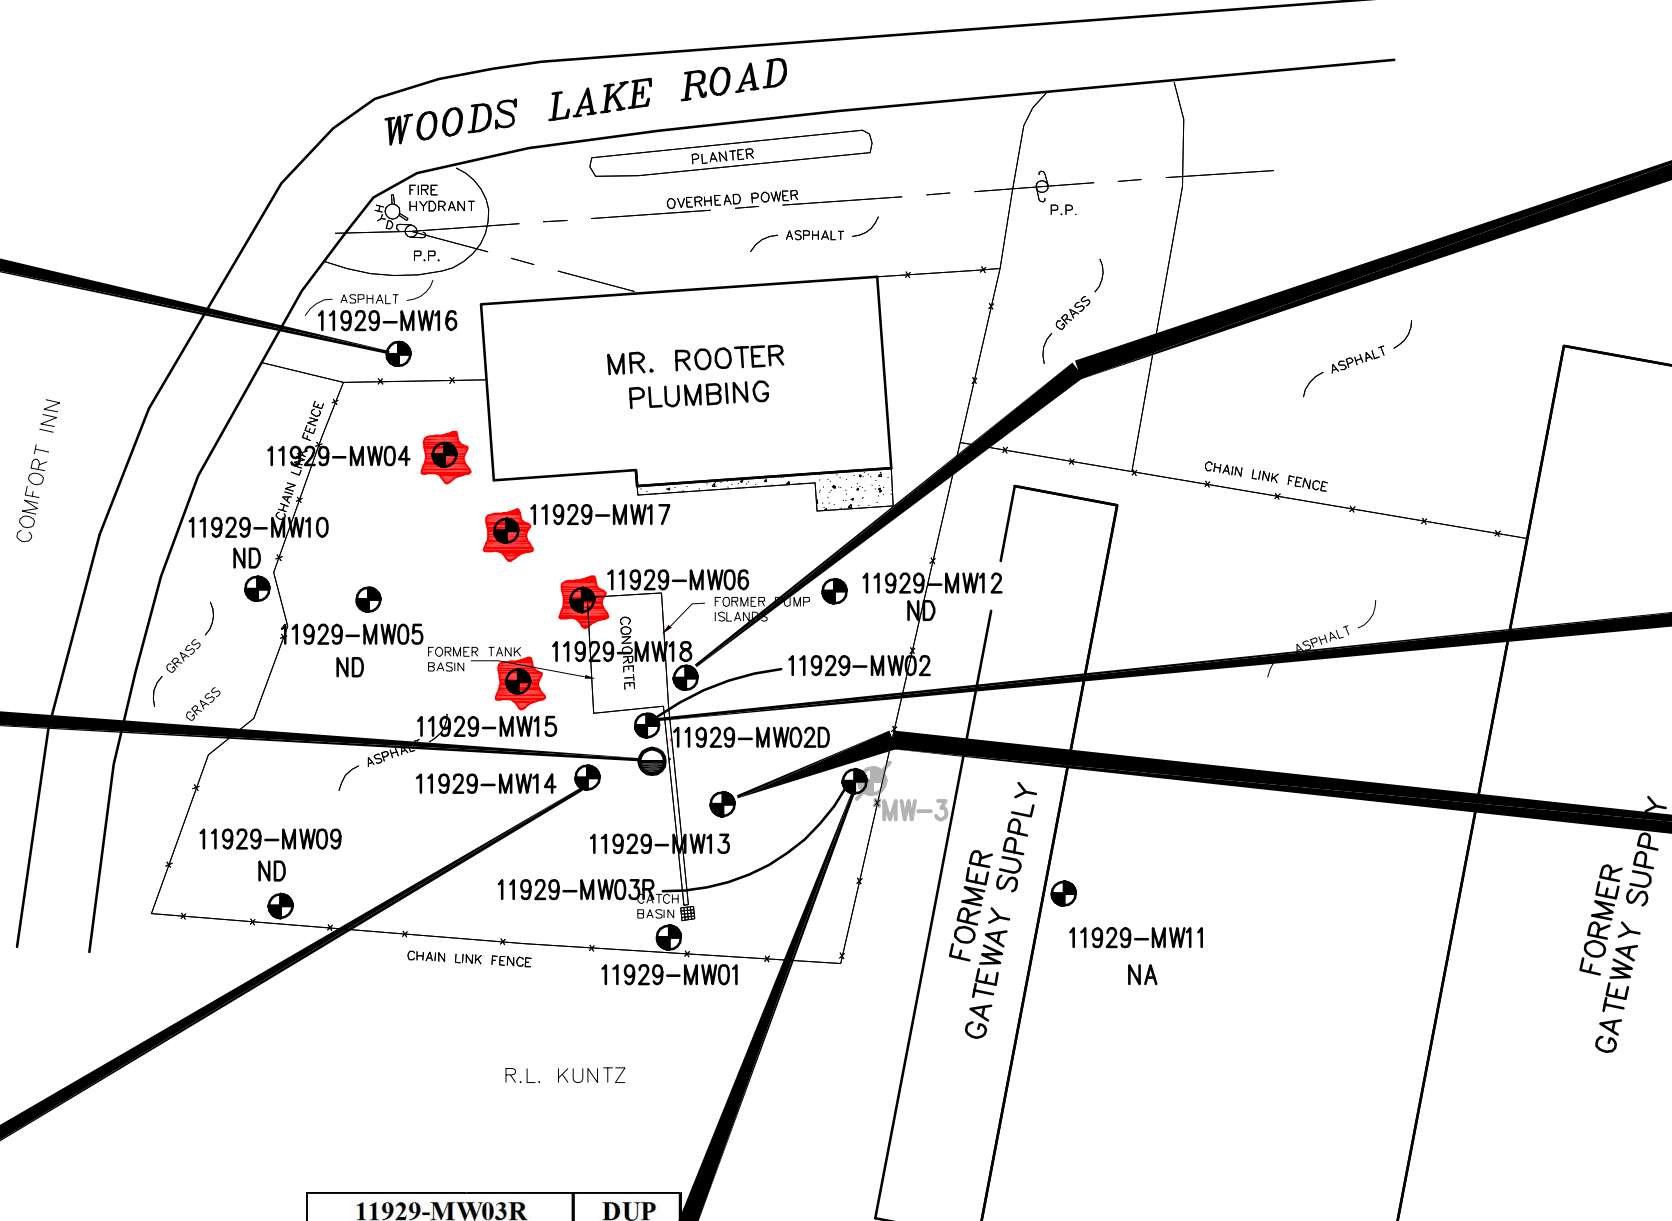 WOODS LAKE ROAD
PLANTER
FIRE
HYDRANT
HYD
OVERHEAD POWER
P.P.
P.P.
ASPHALT
ASPHALT
11929-MW16
GRASS
ASPHALT
MR. ROOTER
PLUMBING
COMFORT INN
CHAIN LINK FENCE
11929-MW04
CHAIN LINK FENCE
11929-MW17
11929-MW10
ND
11929-MW06
11929-MW12
ND
FORMER PUMP
ISLANDS
CONCRETE
11929-MW05
ND
GRASS
GRASS
FORMER TANK
BASIN
11929-MW18
11929-MW02
ASPHALT
11929-MW15
11929-MW02D
ASPHALT
11929-MW14
MW-3
11929-MW09
ND
11929-MW13
11929-MW03R
CATCH
BASIN
FORMER
GATEWAY SUPPLY
FORMER
GATEWAY SUPPLY
11929-MW11
NA
CHAIN LINK FENCE
11929-MW01
R.L. KUNTZ
11929-MW03R DUP